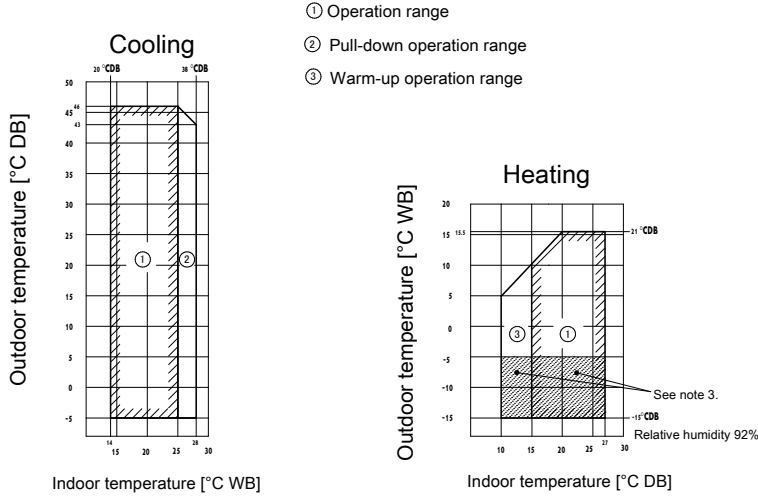 ① Operation range
② Pull-down operation range
③ Warm-up operation range
Cooling
20 °CDB
38 °CDB
50
46
45
43
40
35
30
25
20
15
10
5
0
-5
①
②
14
15
20
25
28
30
Outdoor temperature [°C DB]
Indoor temperature [°C WB]
Heating
20
15.5
15
10
5
0
-5
-10
-15
21 °CDB
③
①
See note 3.
-15°CDB
Relative humidity 92%
10
15
20
25
27
30
Outdoor temperature [°C WB]
Indoor temperature [°C DB]